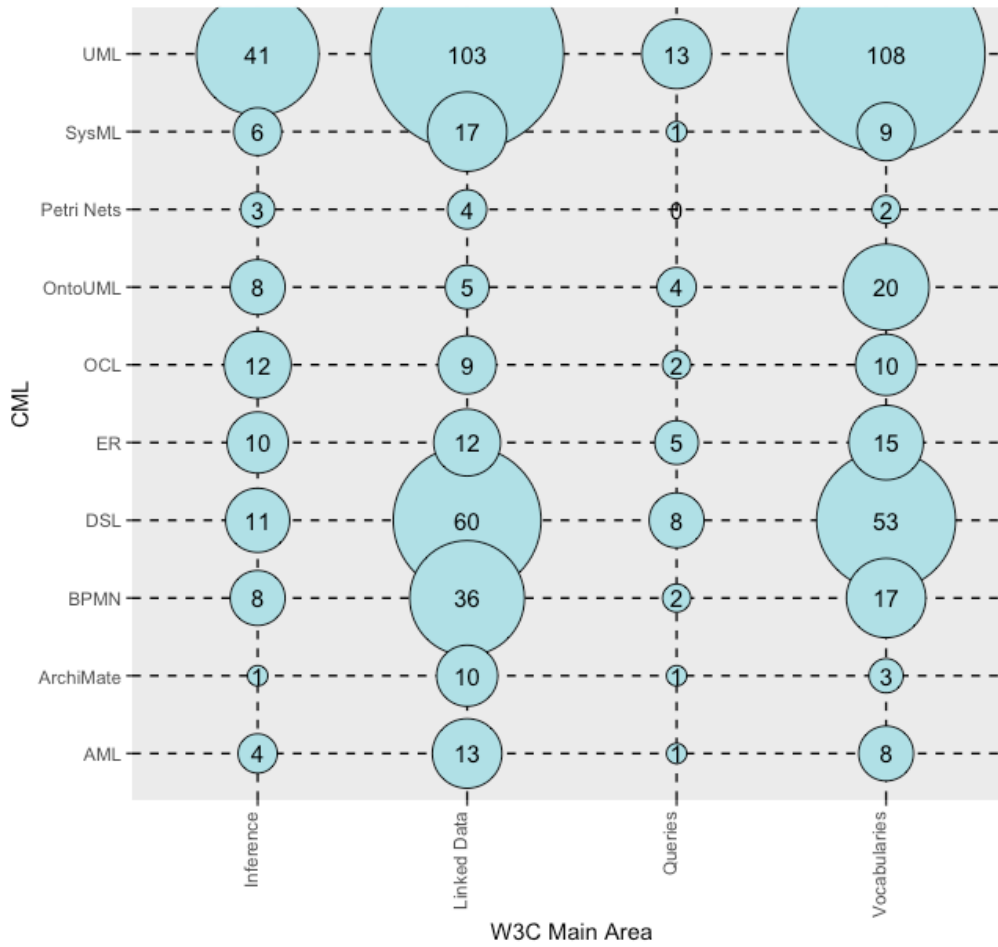 UML 41 103 13 108
SysML 6 17 1 9
Petri Nets 3 4 0 2
OntoUML 8 5 4 20
OCL 12 9 2 10
ER 10 12 5 15
DSL 11 60 8 53
BPMN 8 36 2 17
ArchiMate 1 10 1 3
AML 4 13 1 8
CML
Inference
Linked Data
Queries
Vocabularies
W3C Main Area